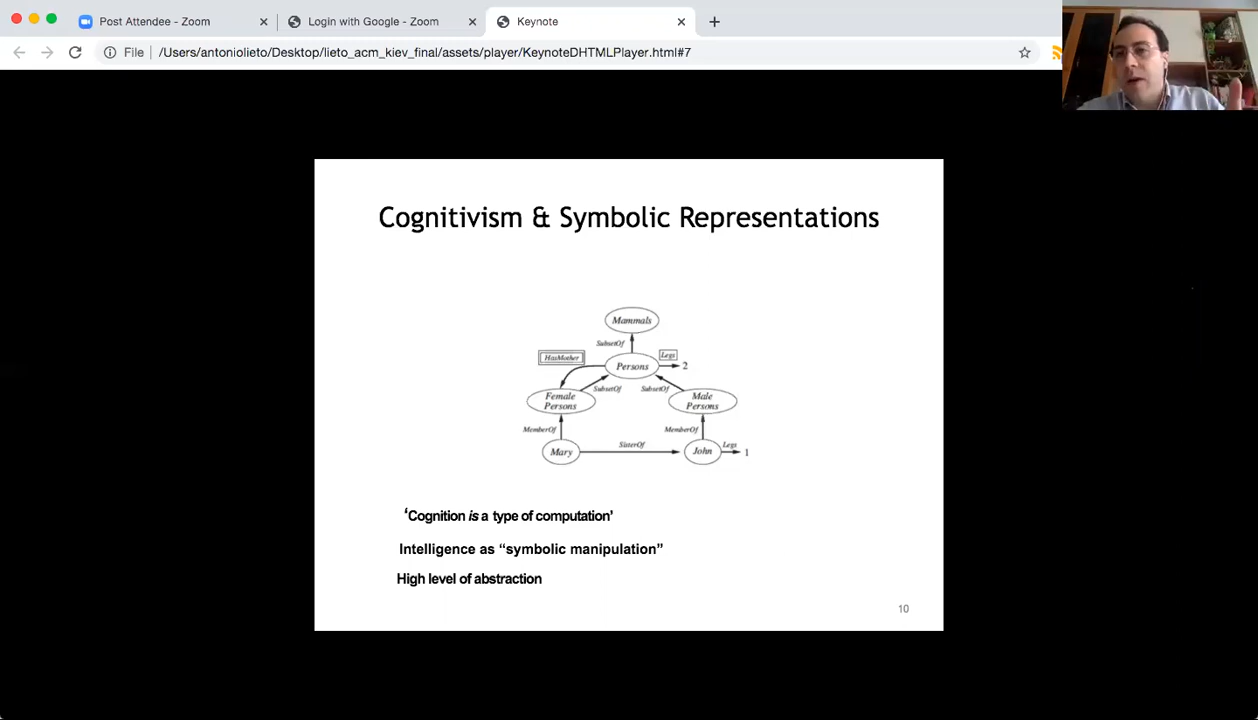 Post Attendee - Zoom
Login with Google - Zoom
Keynote
File
/Users/antoniolieto/Desktop/lieto_acm_kiev_final/assets/player/KeynoteDHTMLPlayer.html#7
Cognitivism & Symbolic Representations
Mammals
SubsetOf
HasMother
Persons
Legs
2
SubsetOf
SubsetOf
Female
Persons
Male
Persons
MemberOf
MemberOf
Mary
SisterOf
John
Legs
1
‘Cognition is a type of computation’
Intelligence as “symbolic manipulation”
High level of abstraction
10